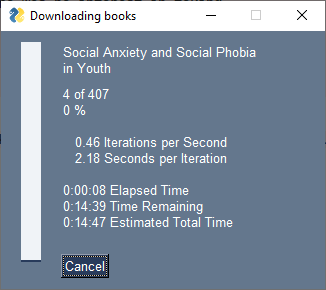 Downloading books
Social Anxiety and Social Phobia
in Youth
4 of 407
0 %
0.46 Iterations per Second
2.18 Seconds per Iteration
0:00:08 Elapsed Time
0:14:39 Time Remaining
0:14:47 Estimated Total Time
Cancel